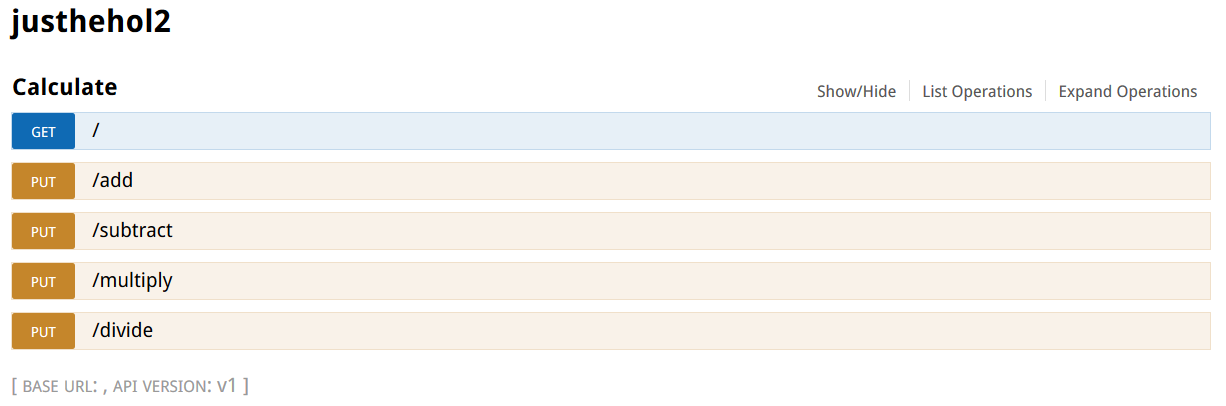 justhehol2
Calculate Show/Hide List Operations Expand Operations
GET /
PUT /add
PUT /subtract
PUT /multiply
PUT /divide
[ BASE URL: , API VERSION: v1 ]